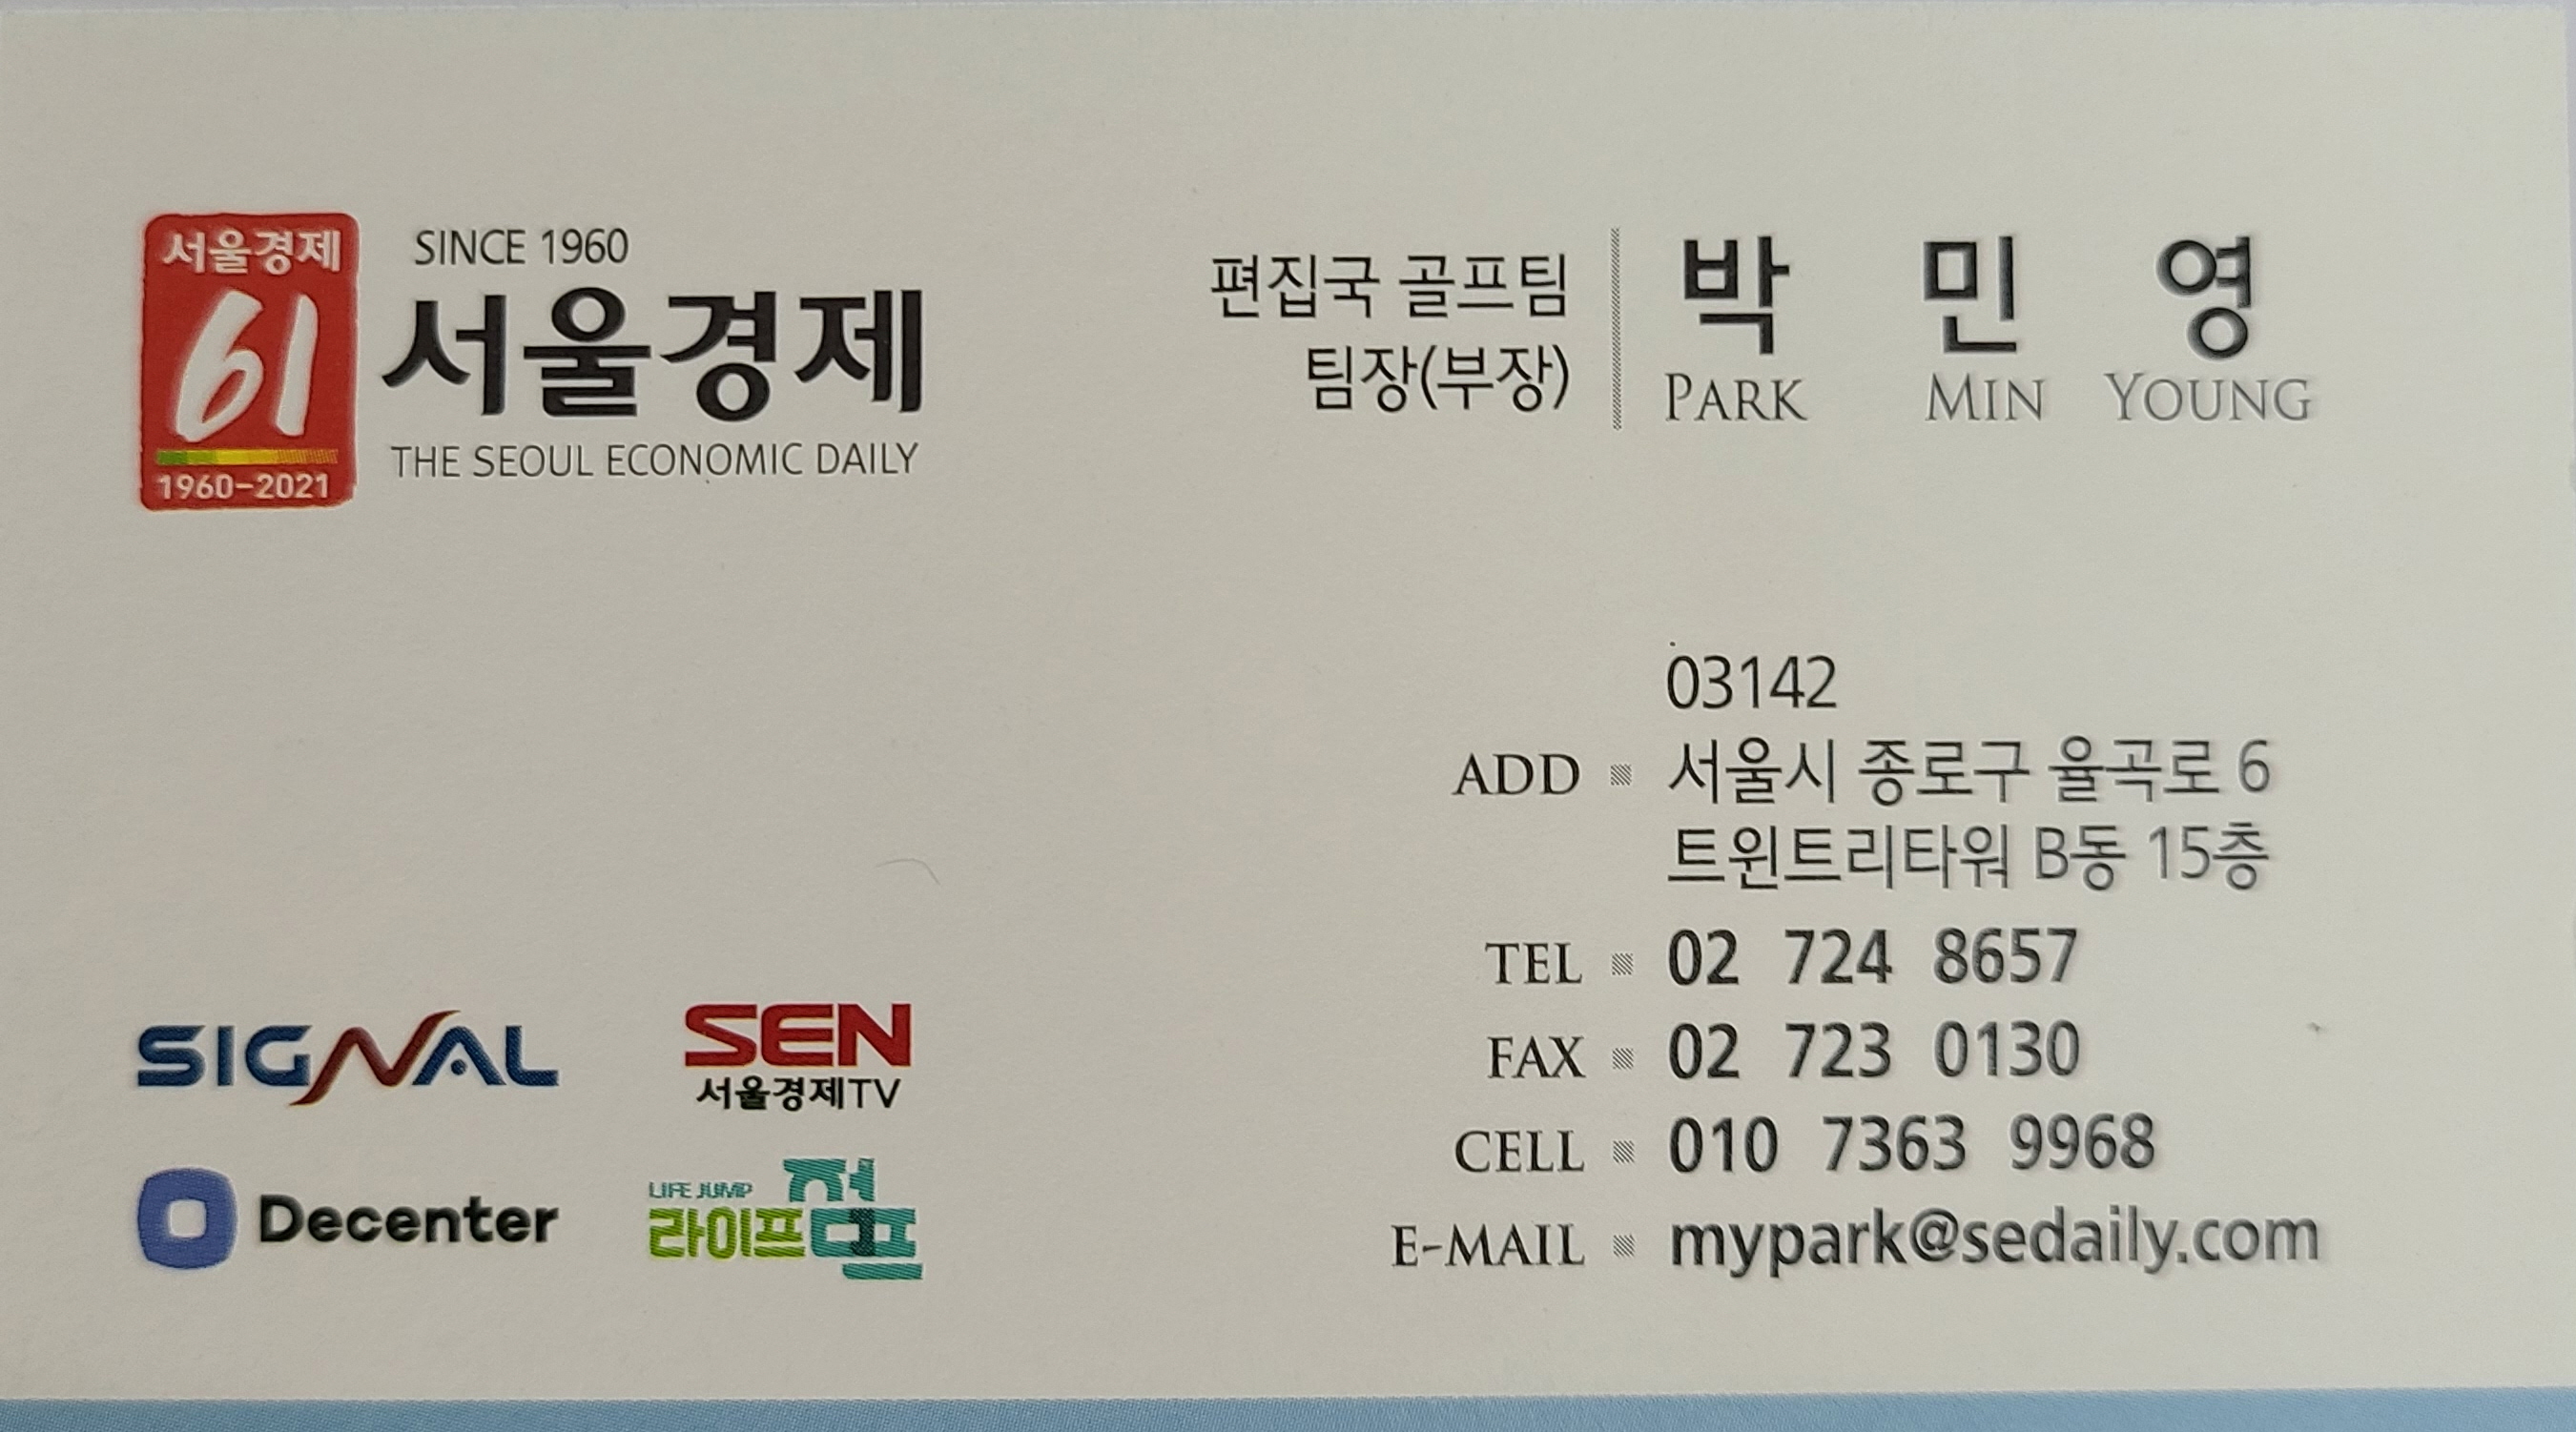 서울경제
61
1960-2021
SINCE 1960
서울경제
THE SEOUL ECONOMIC DAILY
편집국 골프팀
팀장(부장)
박 민 영
PARK MIN YOUNG
03142
ADD 서울시 종로구 율곡로 6
트윈트리타워 B동 15층
TEL 02 724 8657
FAX 02 723 0130
CELL 010 7363 9968
E-MAIL mypark@sedaily.com
SIGNAL
SEN
서울경제TV
Decenter
LIFE JUMP
라이프점프